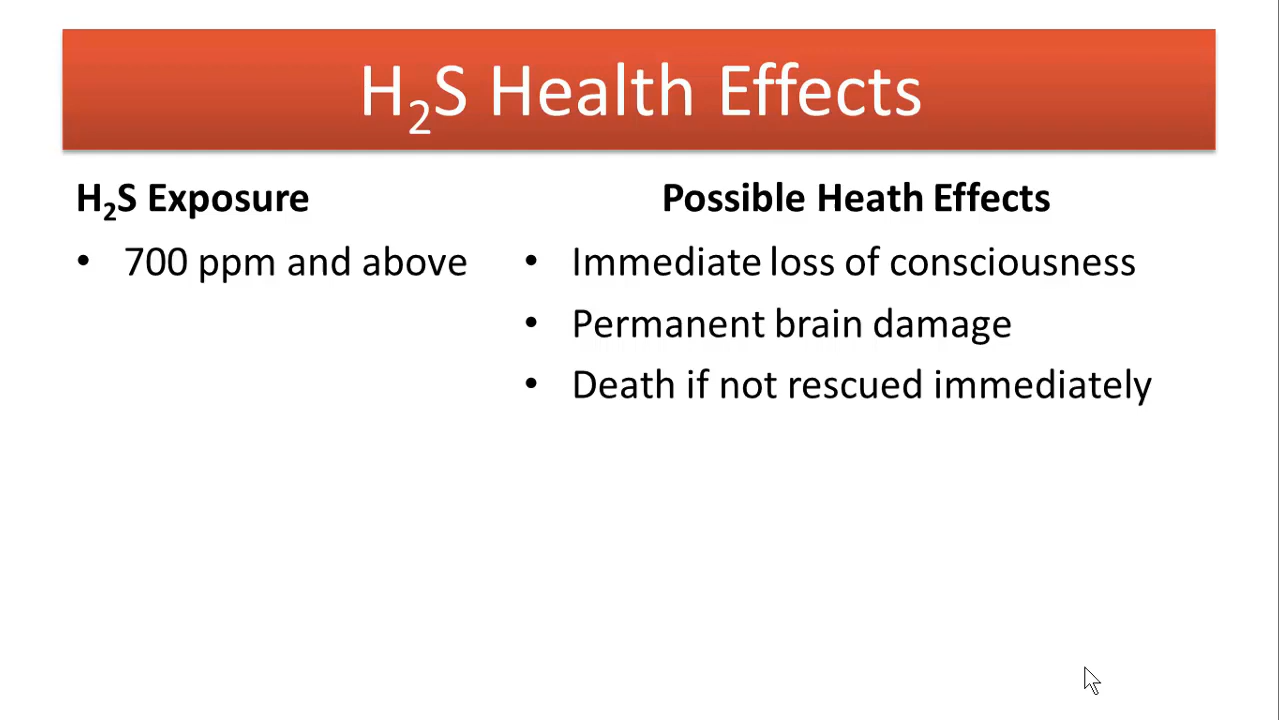 H₂S Health Effects
H₂S Exposure
Possible Heath Effects
• 700 ppm and above
• Immediate loss of consciousness
• Permanent brain damage
• Death if not rescued immediately